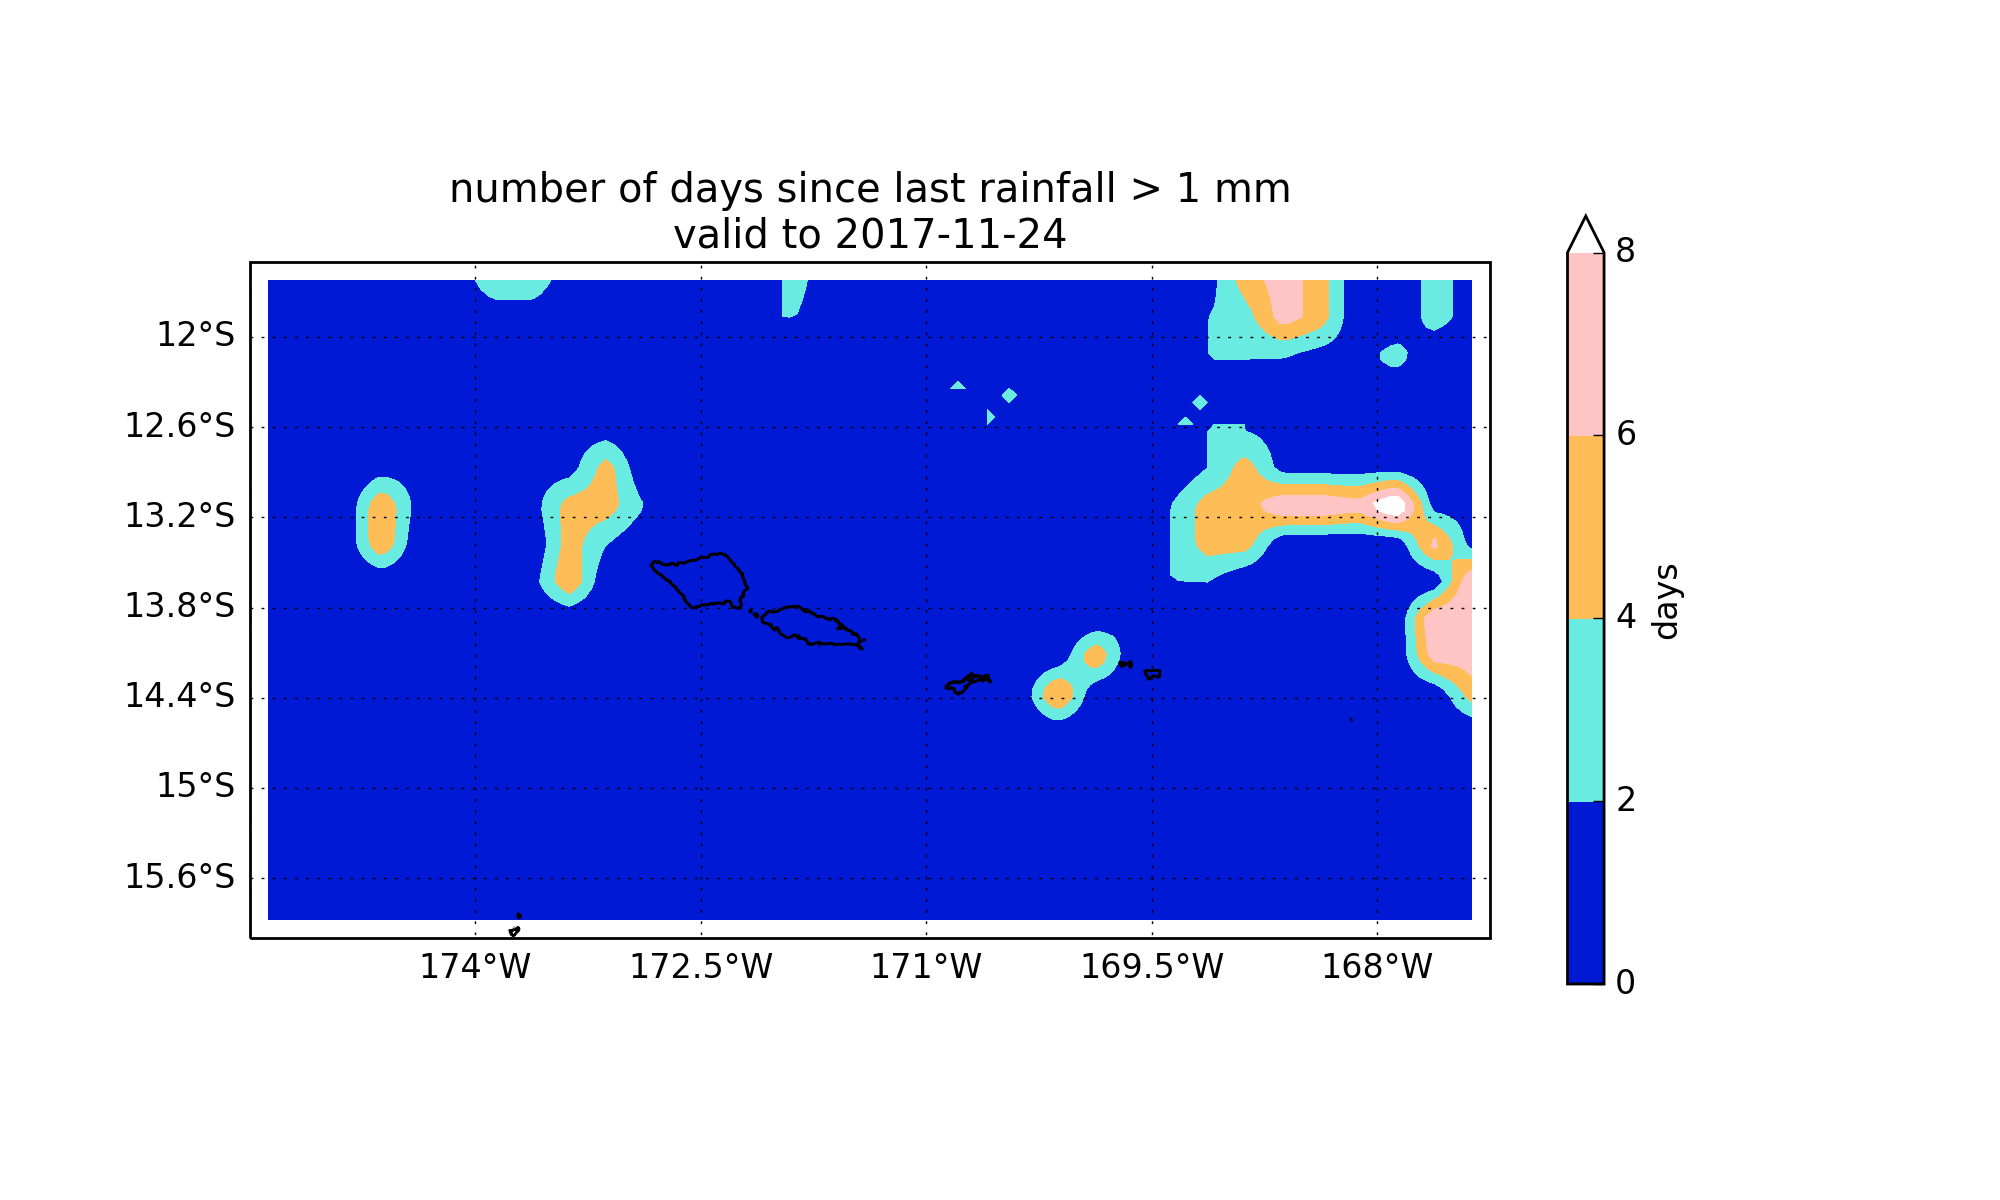 number of days since last rainfall > 1 mm
valid to 2017-11-24
12°S
12.6°S
13.2°S
13.8°S
14.4°S
15°S
15.6°S
174°W 172.5°W 171°W 169.5°W 168°W
8
6
4
2
0
days